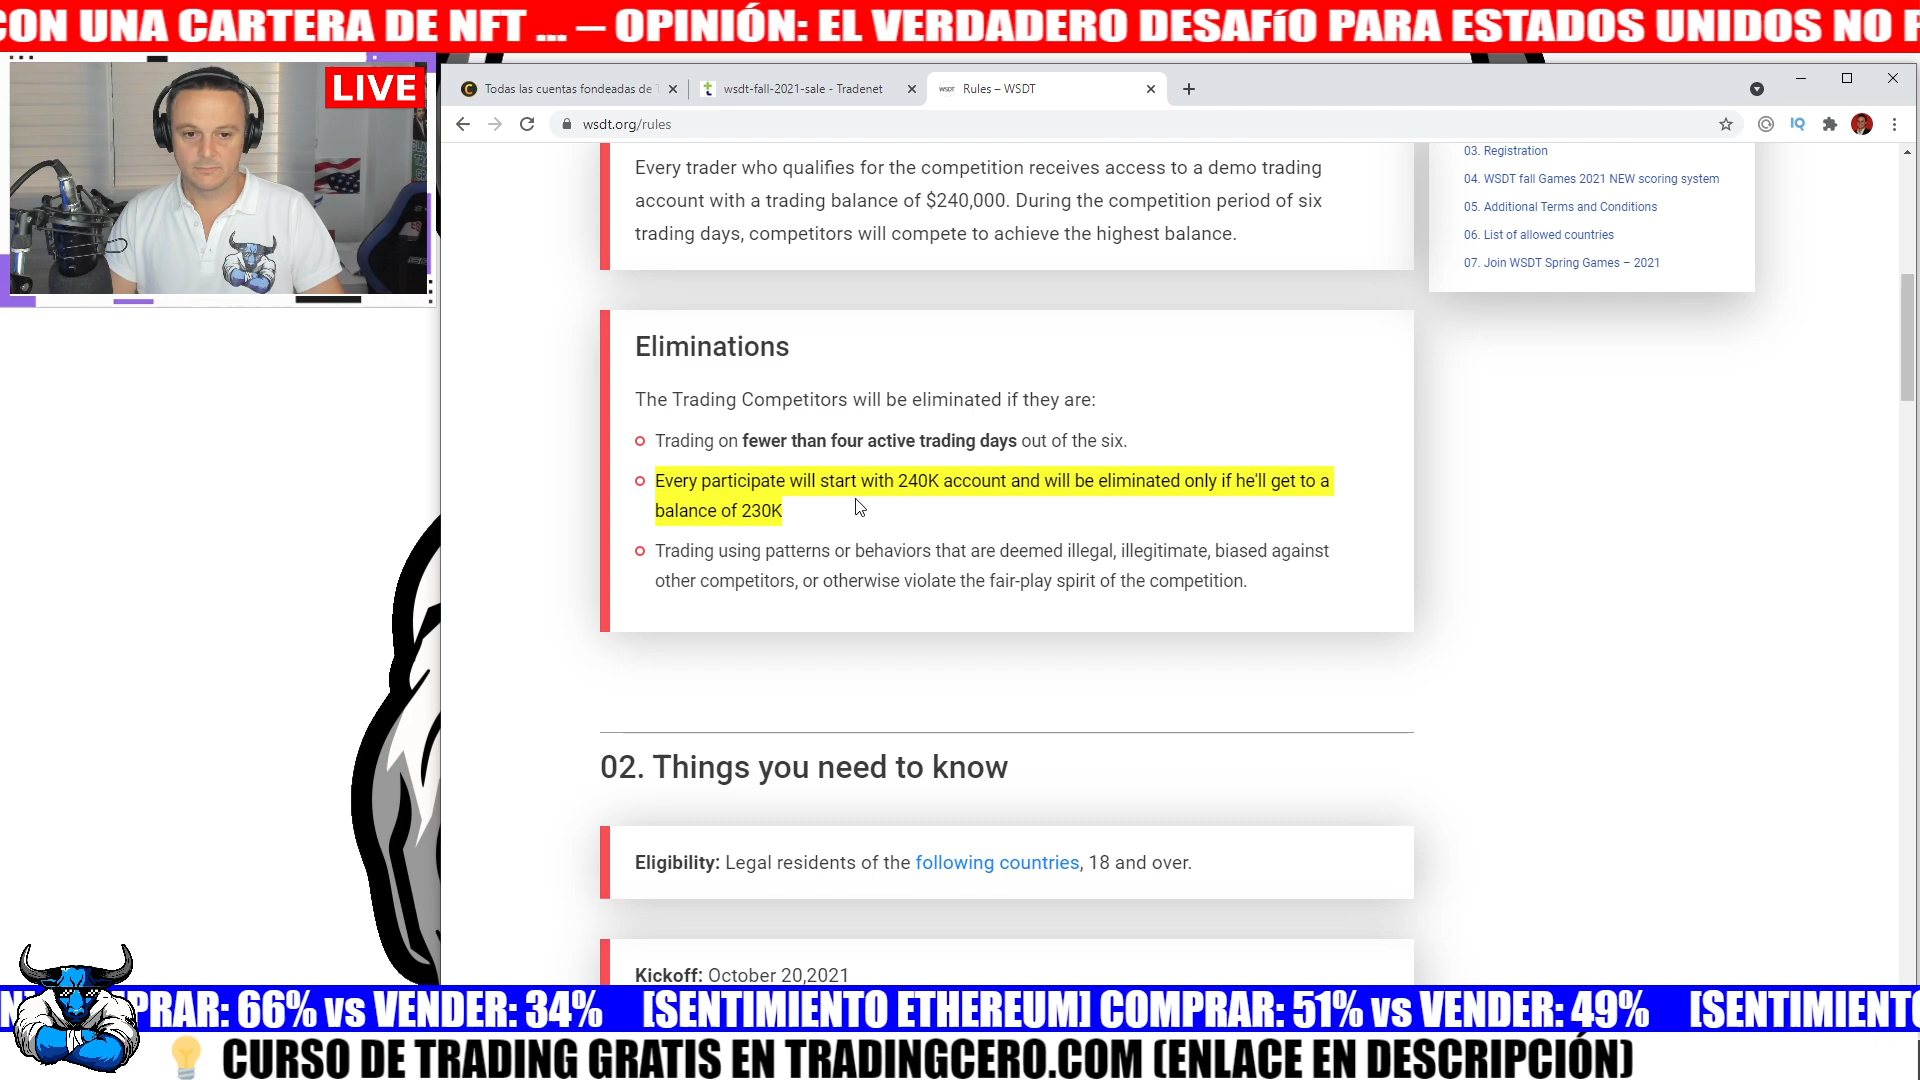 CON UNA CARTERA DE NFT ... — OPINIÓN: EL VERDADERO DESAFíO PARA ESTADOS UNIDOS NO
LIVE
Todas las cuentas fondeadas de
wsdt-fall-2021-sale - Tradenet
WSDT
Rules – WSDT
wsdt.org/rules
IQ
Every trader who qualifies for the competition receives access to a demo trading
account with a trading balance of $240,000. During the competition period of six
trading days, competitors will compete to achieve the highest balance.
03. Registration
04. WSDT fall Games 2021 NEW scoring system
05. Additional Terms and Conditions
06. List of allowed countries
07. Join WSDT Spring Games – 2021
Eliminations
The Trading Competitors will be eliminated if they are:
Trading on fewer than four active trading days out of the six.
Every participate will start with 240K account and will be eliminated only if he'll get to a
balance of 230K
Trading using patterns or behaviors that are deemed illegal, illegitimate, biased against
other competitors, or otherwise violate the fair-play spirit of the competition.
02. Things you need to know
Eligibility: Legal residents of the following countries, 18 and over.
Kickoff: October 20,2021
PRAR: 66% vs VENDER: 34% [SENTIMIENTO ETHEREUM] COMPRAR: 51% vs VENDER: 49% [SENTIMIENTO
CURSO DE TRADING GRATIS EN TRADINGCERO.COM (ENLACE EN DESCRIPCIÓN)